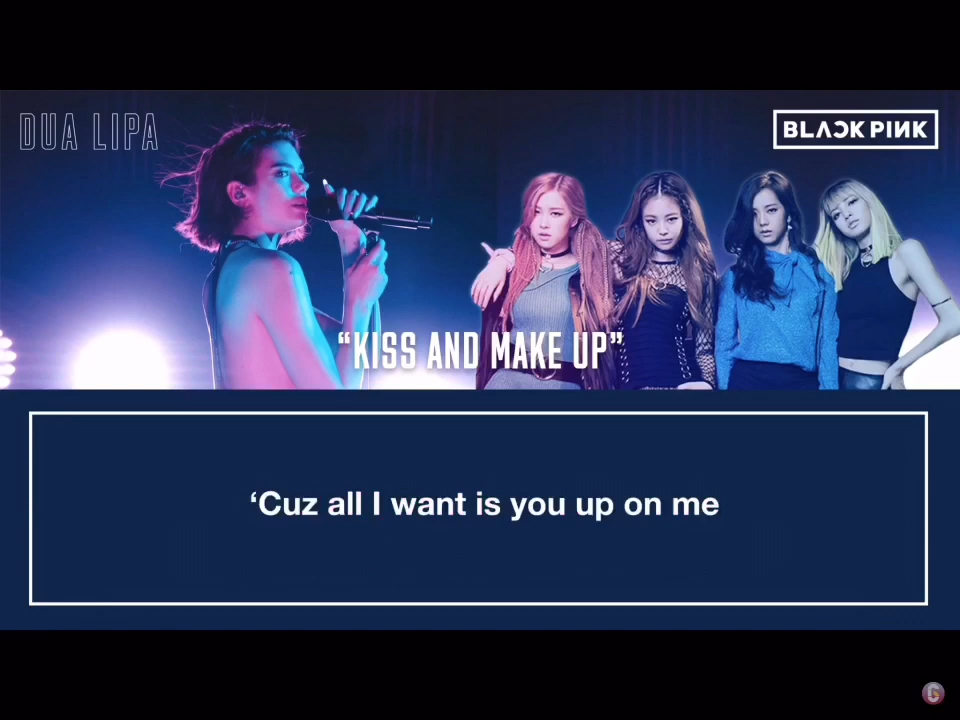 DUA LIPA
BLACKPINK
“KISS AND MAKE UP”
‘Cuz all I want is you up on me